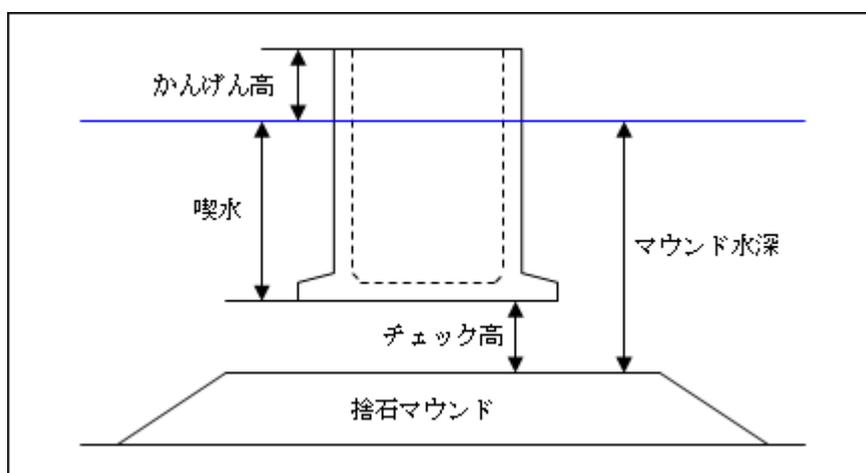 かんげん高
喫水
マウンド水深
チェック高
捨石マウンド